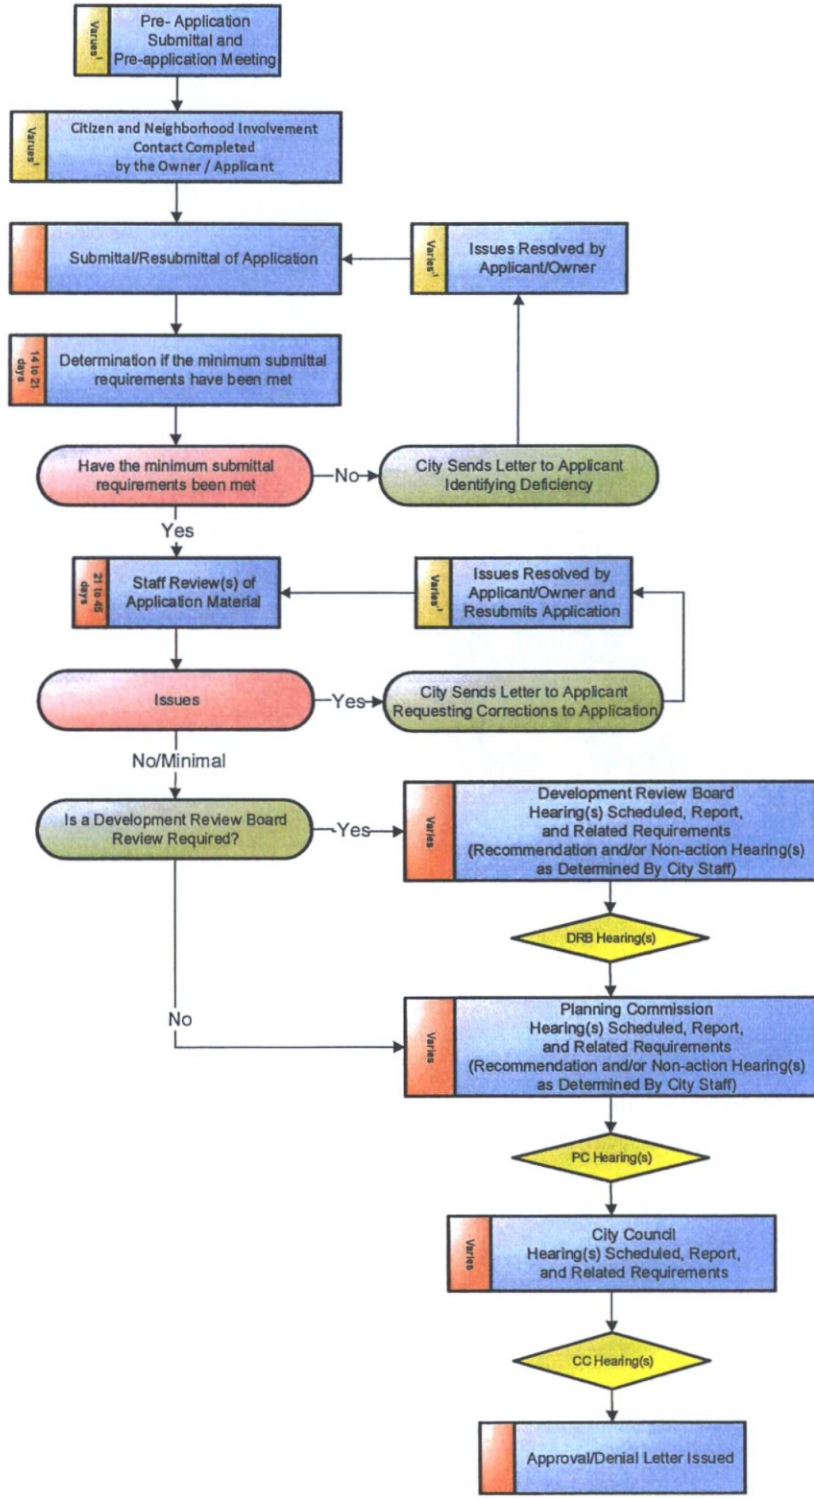 Pre- Application
Submittal and
Pre-application Meeting
Varues¹
Citizen and Neighborhood Involvement
Contact Completed
by the Owner / Applicant
Varues¹
Submittal/Resubmittal of Application
Issues Resolved by
Applicant/Owner
Varies¹
Determination if the minimum submittal
requirements have been met
14 to 21
days
Have the minimum submittal
requirements been met
No
City Sends Letter to Applicant
Identifying Deficiency
Yes
Staff Review(s) of
Application Material
21 to 45
days
Issues Resolved by
Applicant/Owner and
Resubmits Application
Varies¹
Issues
Yes
City Sends Letter to Applicant
Requesting Corrections to Application
No/Minimal
Is a Development Review Board
Review Required?
Yes
Development Review Board
Hearing(s) Scheduled, Report,
and Related Requirements
(Recommendation and/or Non-action Hearing(s)
as Determined By City Staff)
Varies
DRB Hearing(s)
No
Planning Commission
Hearing(s) Scheduled, Report,
and Related Requirements
(Recommendation and/or Non-action Hearing(s)
as Determined By City Staff)
Varies
PC Hearing(s)
City Council
Hearing(s) Scheduled, Report,
and Related Requirements
Varies
CC Hearing(s)
Approval/Denial Letter Issued